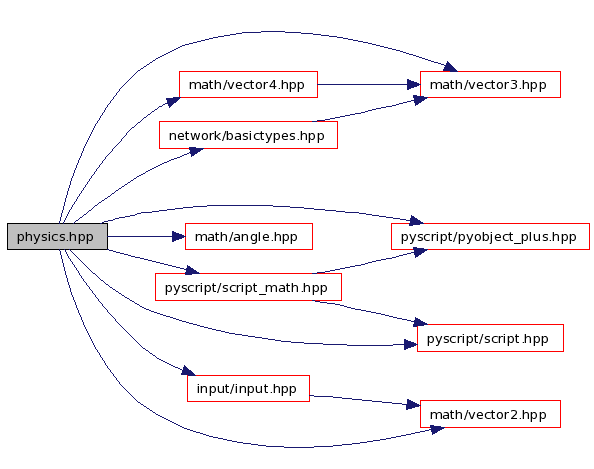 math/vector4.hpp
math/vector3.hpp
network/basictypes.hpp
physics.hpp
math/angle.hpp
pyscript/pyobject_plus.hpp
pyscript/script_math.hpp
pyscript/script.hpp
input/input.hpp
math/vector2.hpp